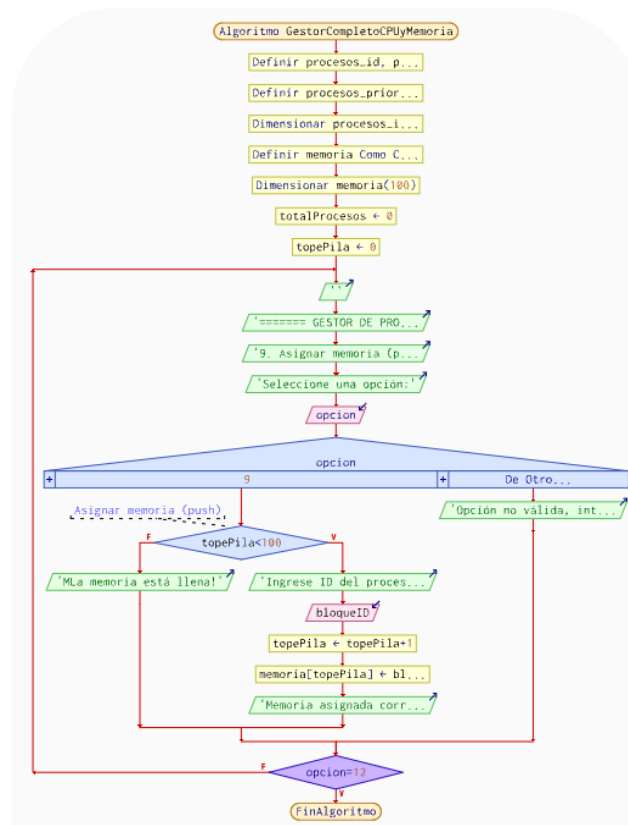 Algoritmo GestorCompletoCPUyMemoria
Definir procesos_id, p...
Definir procesos_prior...
Dimensionar procesos_i...
Definir memoria Como C...
Dimensionar memoria(100)
totalProcesos ← 0
topePila ← 0
''
'======= GESTOR DE PRO...
'9. Asignar memoria (p...
'Seleccione una opción:'
opcion
opcion
+ 9 + De Otro...
Asignar memoria (push)
'Opción no válida, int...
F topePila<100 V
'MLa memoria está llena!'
'Ingrese ID del proces...
bloqueID
topePila ← topePila+1
memoria[topePila] ← bl...
'Memoria asignada corr...
F opcion=12
V
FinAlgoritmo